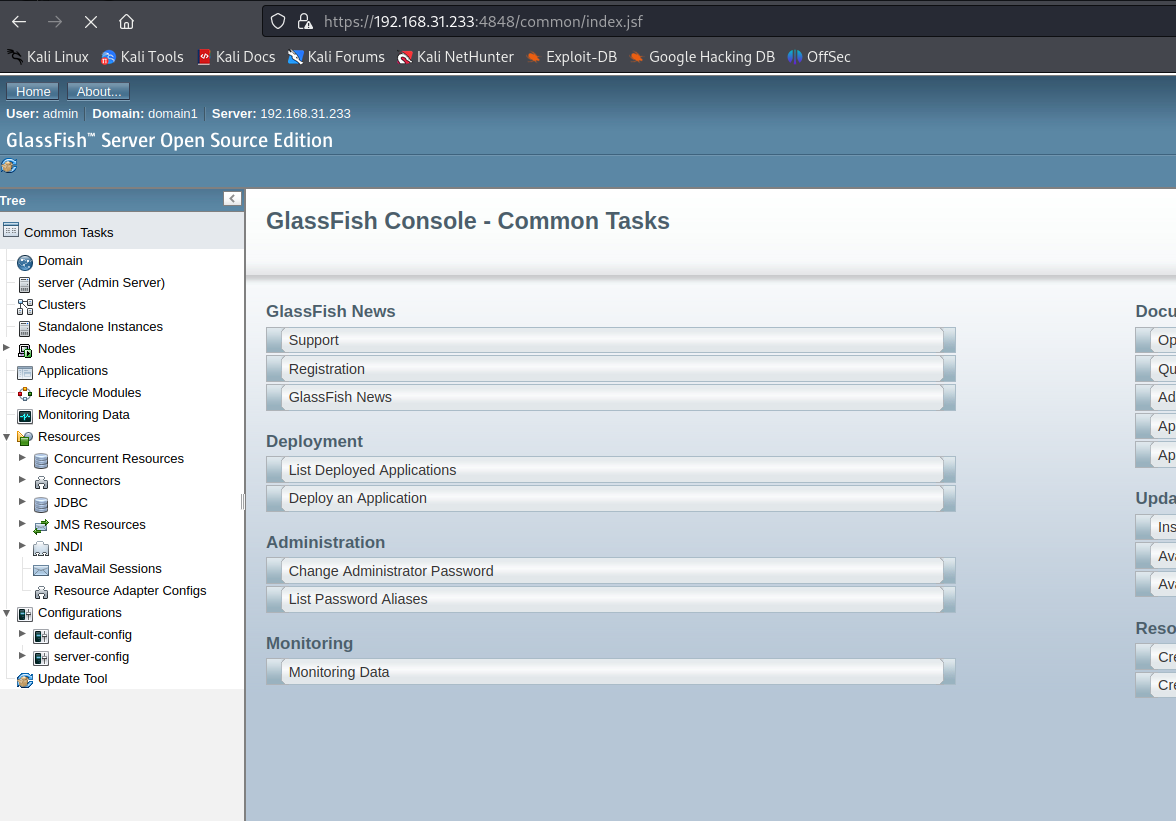 https://192.168.31.233:4848/common/index.jsf
Kali Linux Kali Tools Kali Docs Kali Forums Kali NetHunter Exploit-DB Google Hacking DB OffSec
Home About...
User: admin Domain: domain1 Server: 192.168.31.233
GlassFish™ Server Open Source Edition
Tree
Common Tasks
Domain
server (Admin Server)
Clusters
Standalone Instances
Nodes
Applications
Lifecycle Modules
Monitoring Data
Resources
Concurrent Resources
Connectors
JDBC
JMS Resources
JNDI
JavaMail Sessions
Resource Adapter Configs
Configurations
default-config
server-config
Update Tool
GlassFish Console - Common Tasks
GlassFish News
Support
Registration
GlassFish News
Deployment
List Deployed Applications
Deploy an Application
Administration
Change Administrator Password
List Password Aliases
Monitoring
Monitoring Data
Docu
Op
Qu
Ad
Ap
Ap
Upda
Ins
Ava
Ava
Reso
Cre
Cre